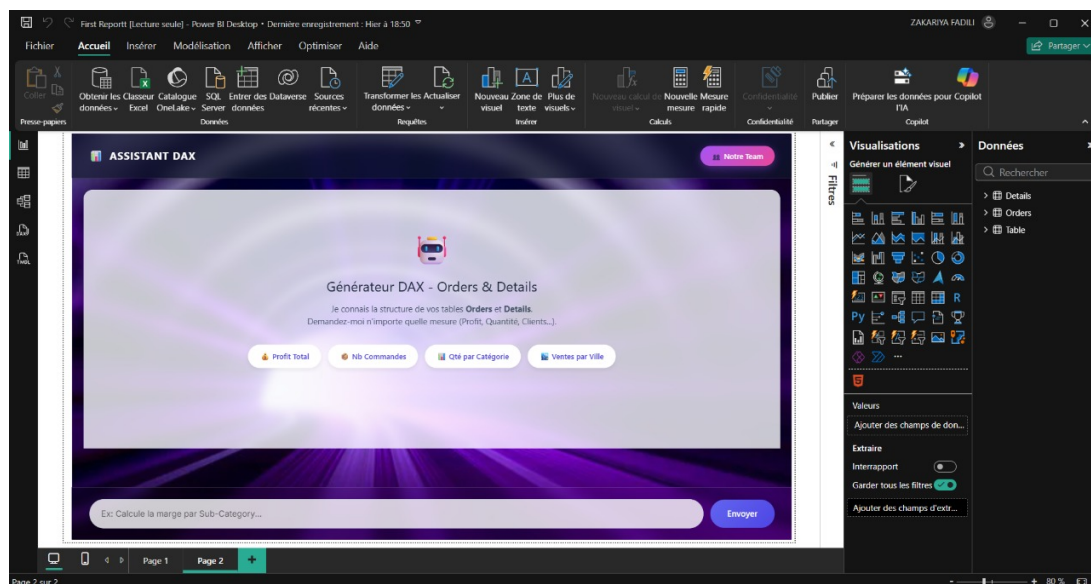 First Reportt [Lecture seule] - Power BI Desktop • Dernière enregistrement : Hier à 18:50
ZAKARIYA FADILI
Fichier Accueil Insérer Modélisation Afficher Optimiser Aide
Partager
Coller
Obtenir les données
Classeur Excel
Catalogue OneLake
SQL Server
Entrer des données
Dataverse
Sources récentes
Transformer les données
Actualiser
Nouveau visuel
Zone de texte
Plus de visuels
Nouveau calcul de visuel
Nouvelle mesure
Mesure rapide
Confidentialité
Publier
Préparer les données pour l'IA
Copilot
Presse-papiers Données Requêtes Insérer Calculs Confidentialité Partager Copilot
ASSISTANT DAX
Notre Team
Générateur DAX - Orders & Details
Je connais la structure de vos tables Orders et Details.
Demandez-moi n'importe quelle mesure (Profit, Quantité, Clients...).
Profit Total
Nb Commandes
Qté par Catégorie
Ventes par Ville
Ex: Calcule la marge par Sub-Category...
Envoyer
Filtres
Visualisations
Générer un élément visuel
R
Py
Valeurs
Ajouter des champs de don...
Extraire
Interrapport
Garder tous les filtres
Ajouter des champs d'extr...
Données
Rechercher
Details
Orders
Table
Page 1
Page 2
Page 2 sur 2
80 %